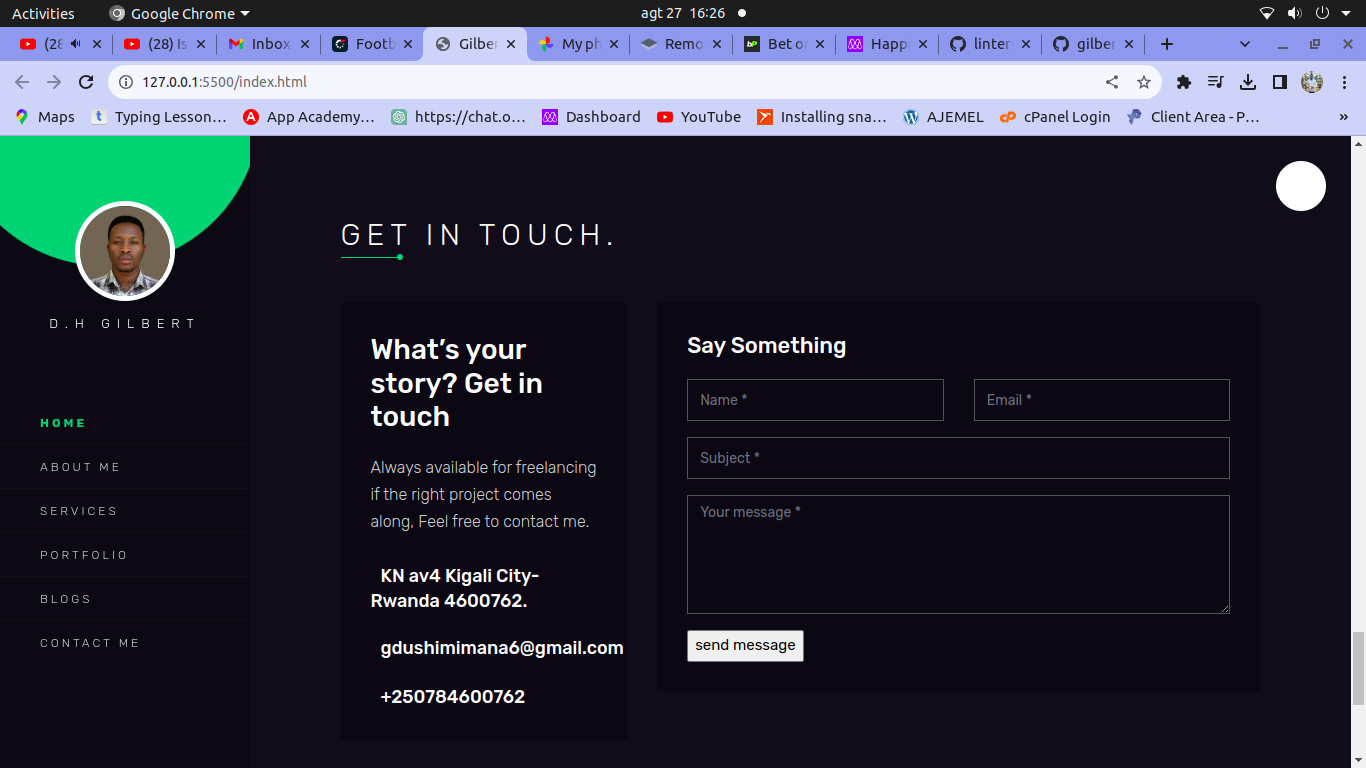 Activities Google Chrome agt 27 16:26
(28 (28) Is Inbox Footb Gilber My ph Remo Bet or Happ linter gilber
127.0.0.1:5500/index.html
Maps Typing Lesson… App Academy… https://chat.o… Dashboard YouTube Installing sna… AJEMEL cPanel Login Client Area - P… »
D.H GILBERT
HOME
ABOUT ME
SERVICES
PORTFOLIO
BLOGS
CONTACT ME
GET IN TOUCH.
What’s your
story? Get in
touch
Always available for freelancing
if the right project comes
along, Feel free to contact me.
KN av4 Kigali City-
Rwanda 4600762.
gdushimimana6@gmail.com
+250784600762
Say Something
Name * Email *
Subject *
Your message *
send message